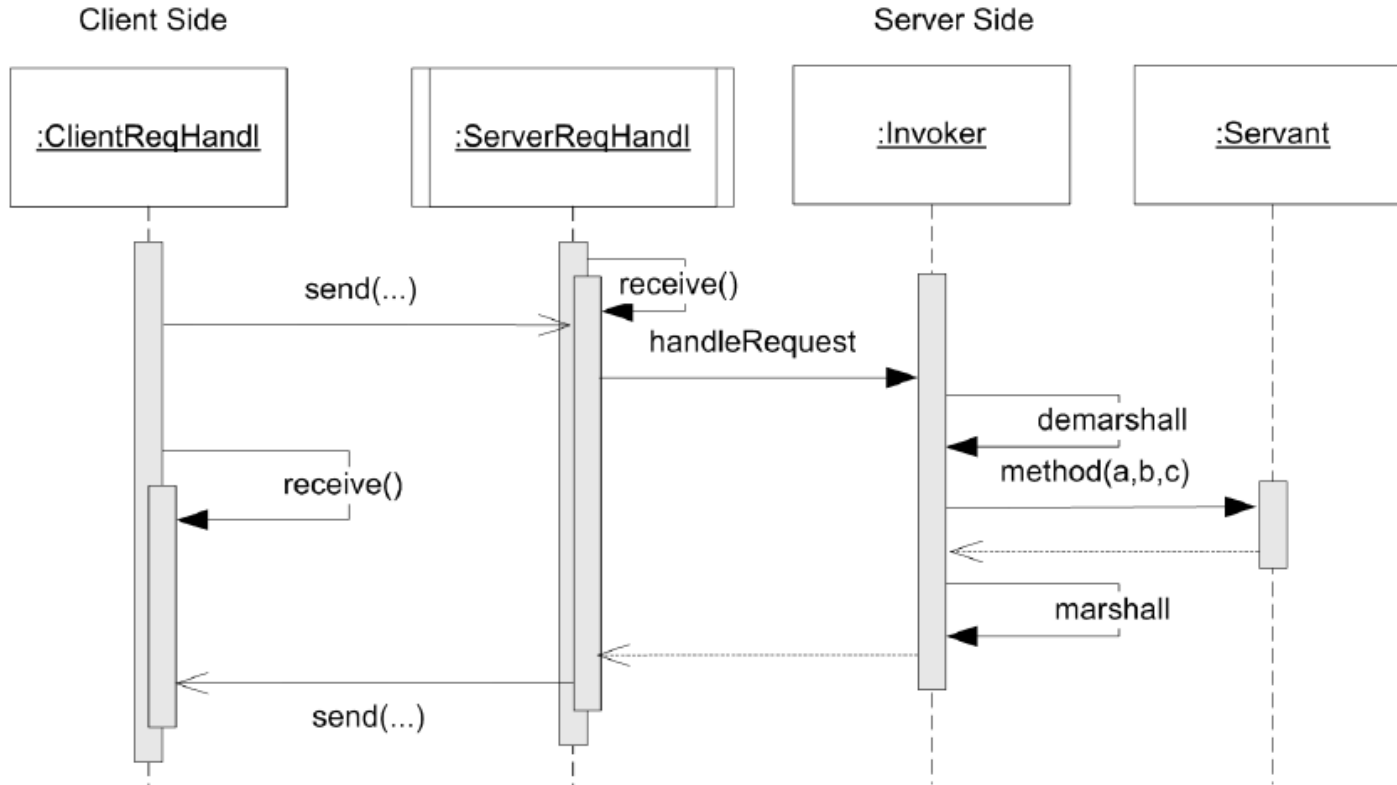 Client Side
Server Side
:ClientReqHandl
:ServerReqHandl
:Invoker
:Servant
receive()
send(...)
handleRequest
demarshall
method(a,b,c)
receive()
marshall
send(...)